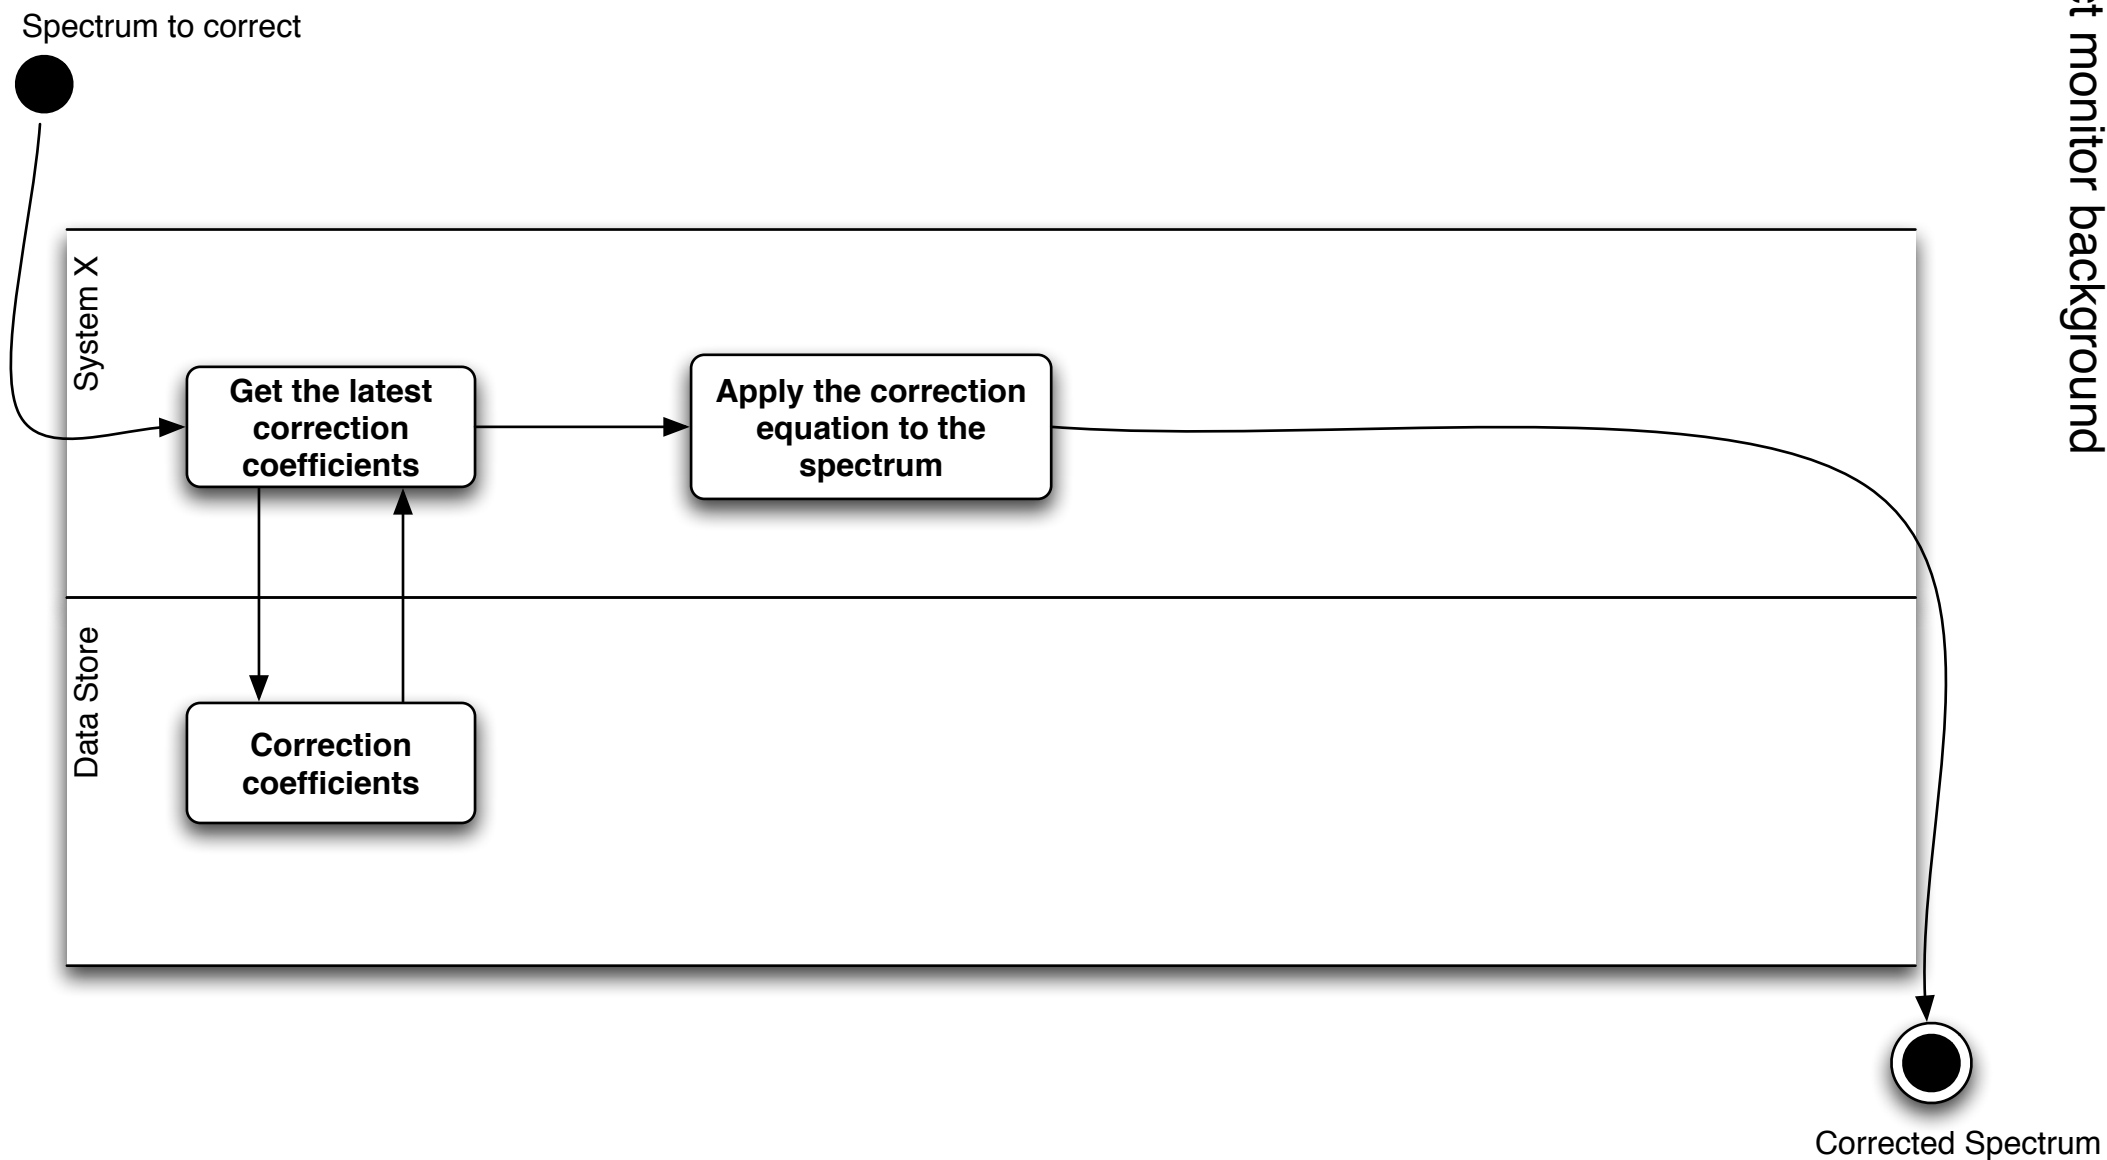 Spectrum to correct
System X
Get the latest
correction
coefficients
Apply the correction
equation to the
spectrum
Data Store
Correction
coefficients
Corrected Spectrum
monitor background